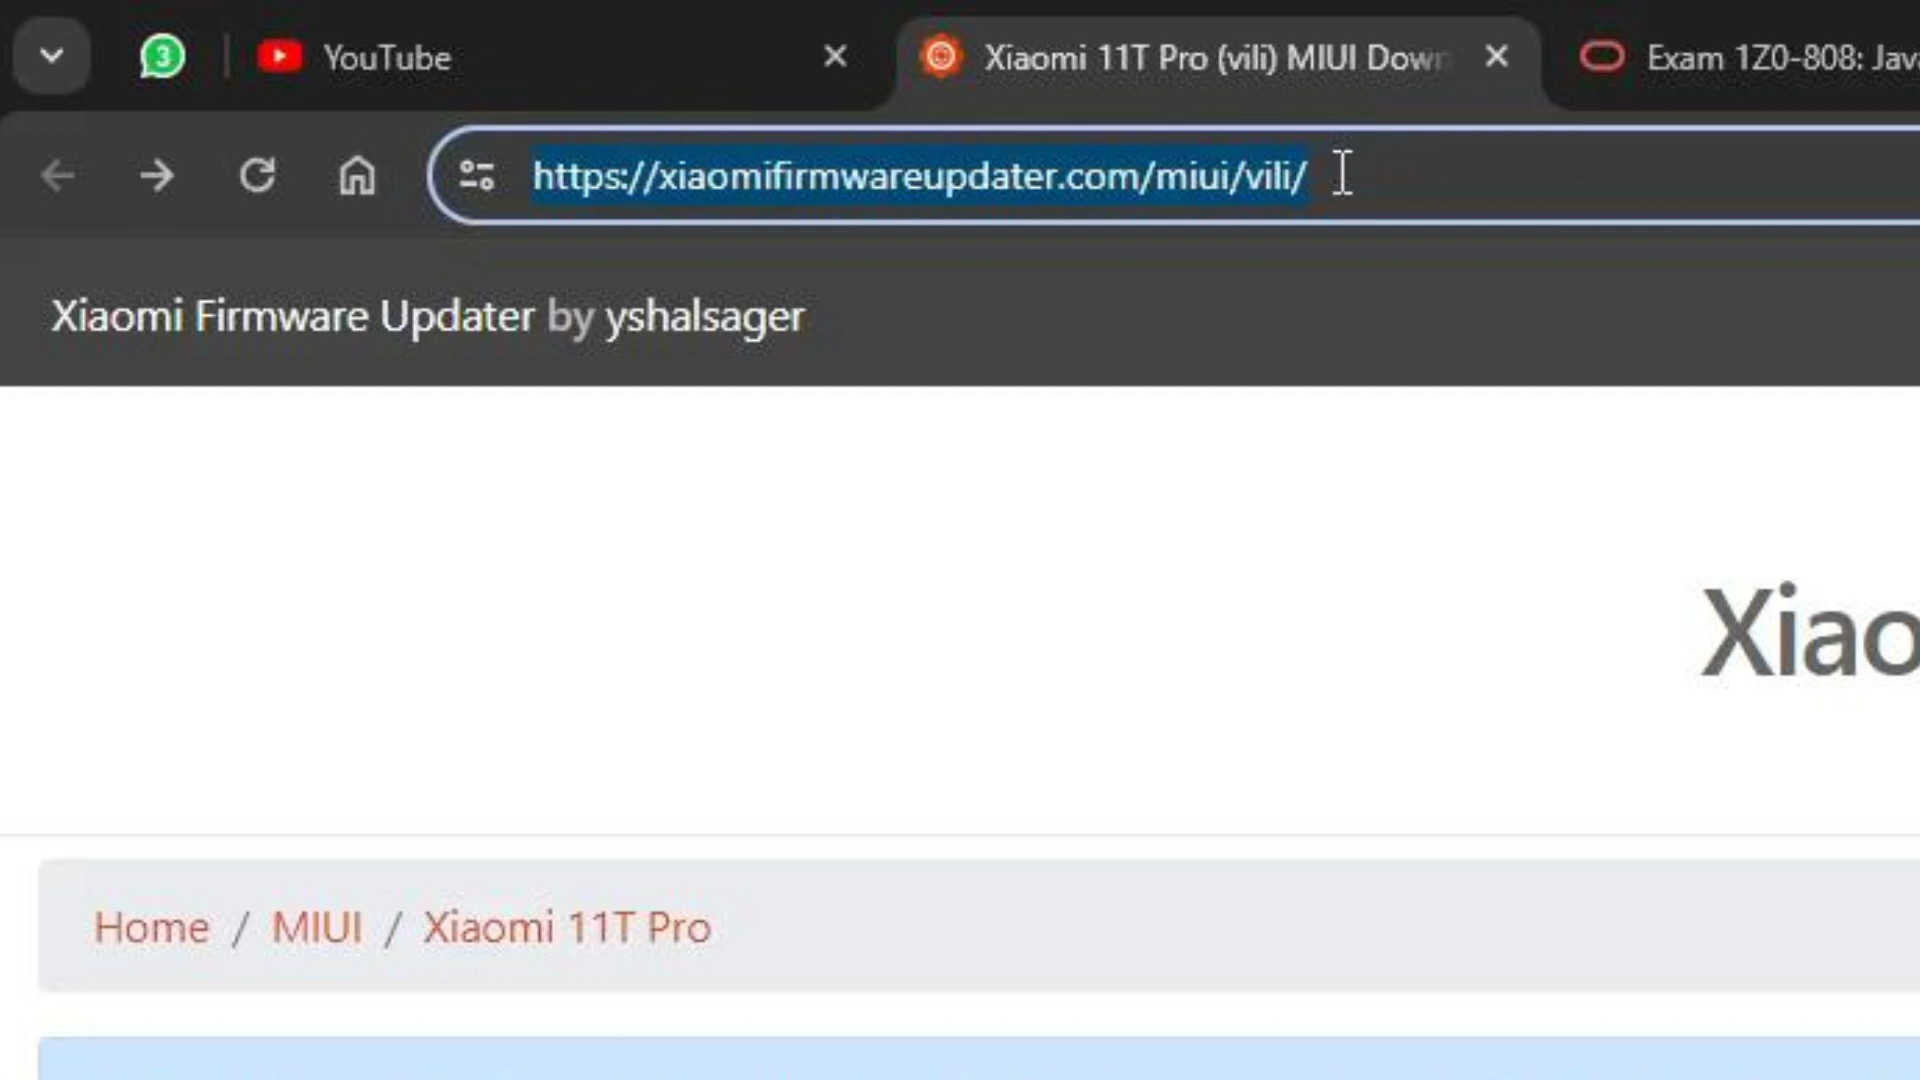 3
YouTube
Xiaomi 11T Pro (vili) MIUI Down
Exam 1Z0-808: Java
https://xiaomifirmwareupdater.com/miui/vili/
Xiaomi Firmware Updater by yshalsager
Xiao
Home / MIUI / Xiaomi 11T Pro